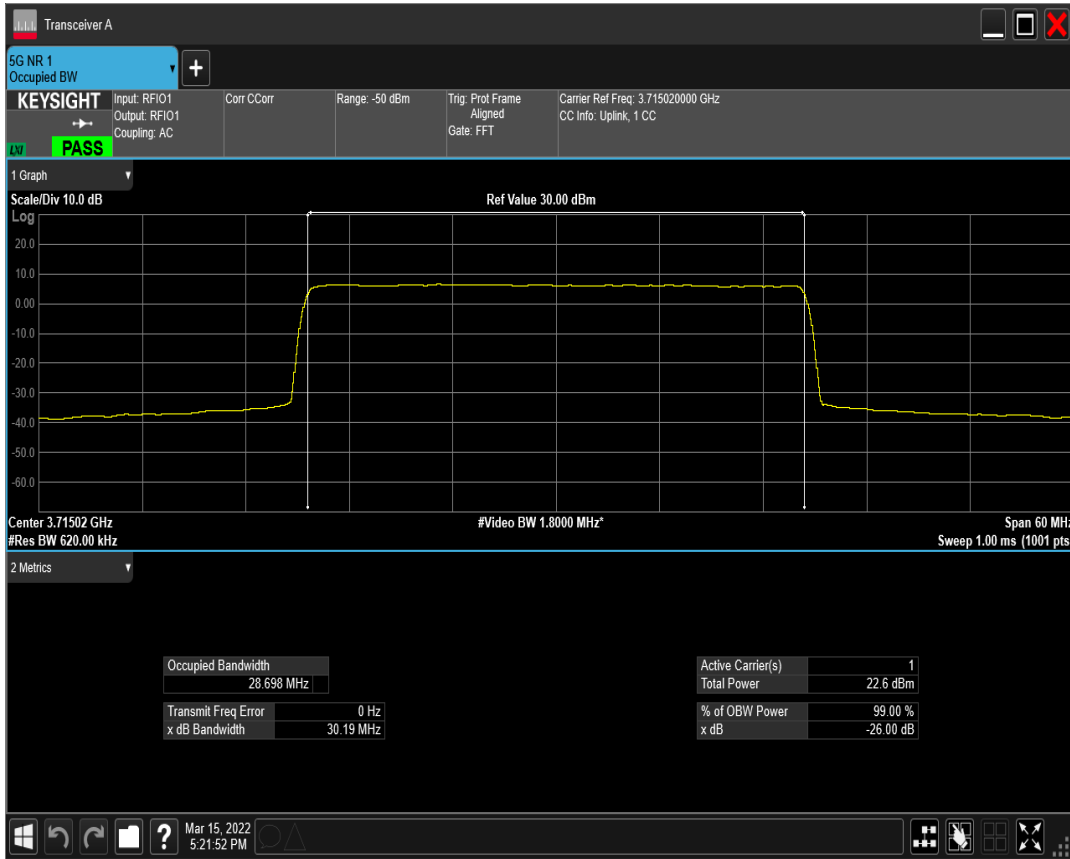 Transceiver A
5G NR 1
Occupied BW
KEYSIGHT
LXI
PASS
Input: RFIO1
Output: RFIO1
Coupling: AC
Corr CCorr
Range: -50 dBm
Trig: Prot Frame
Aligned
Gate: FFT
Carrier Ref Freq: 3.715020000 GHz
CC Info: Uplink, 1 CC
1 Graph
Scale/Div 10.0 dB
Ref Value 30.00 dBm
Log
20.0
10.0
0.00
-10.0
-20.0
-30.0
-40.0
-50.0
-60.0
Center 3.71502 GHz
#Video BW 1.8000 MHz*
Span 60 MHz
#Res BW 620.00 kHz
Sweep 1.00 ms (1001 pts
2 Metrics
Occupied Bandwidth
28.698 MHz
Transmit Freq Error 0 Hz
x dB Bandwidth 30.19 MHz
Active Carrier(s) 1
Total Power 22.6 dBm
% of OBW Power 99.00 %
x dB -26.00 dB
Mar 15, 2022
5:21:52 PM